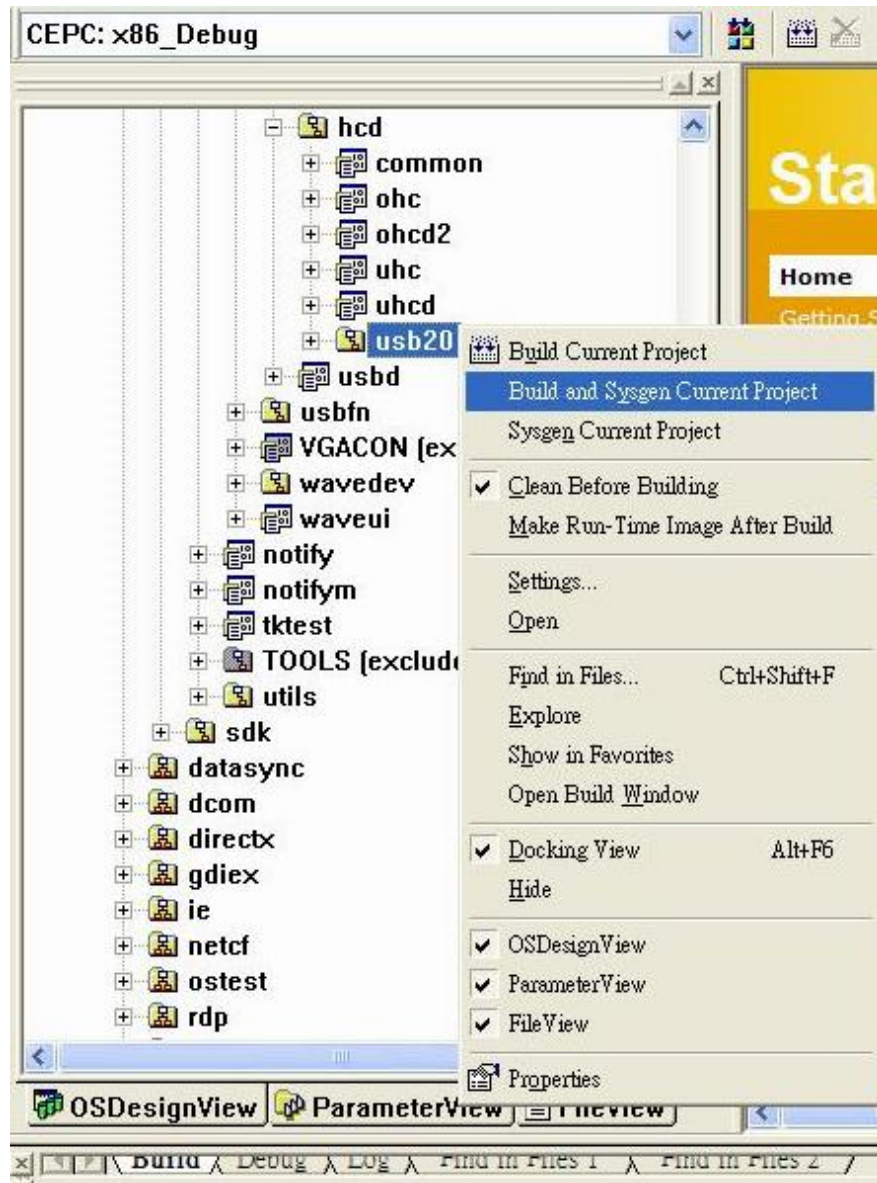 CEPC: x86_Debug
hcd
common
ohc
ohcd2
uhc
uhcd
usb20
usbd
usbfn
VGACON (ex
wavedev
waveui
notify
notifym
tktest
TOOLS (exclude
utils
sdk
datasync
dcom
directx
gdiex
ie
netcf
ostest
rdp
Sta
Home
Getting S
Build Current Project
Build and Sysgen Current Project
Sysgen Current Project
Clean Before Building
Make Run-Time Image After Build
Settings...
Open
Find in Files... Ctrl+Shift+F
Explore
Show in Favorites
Open Build Window
Docking View Alt+F6
Hide
OSDesignView
ParameterView
FileView
Properties
OSDesignView ParameterView FileView
Build Debug Log Find in Files 1 Find in Files 2